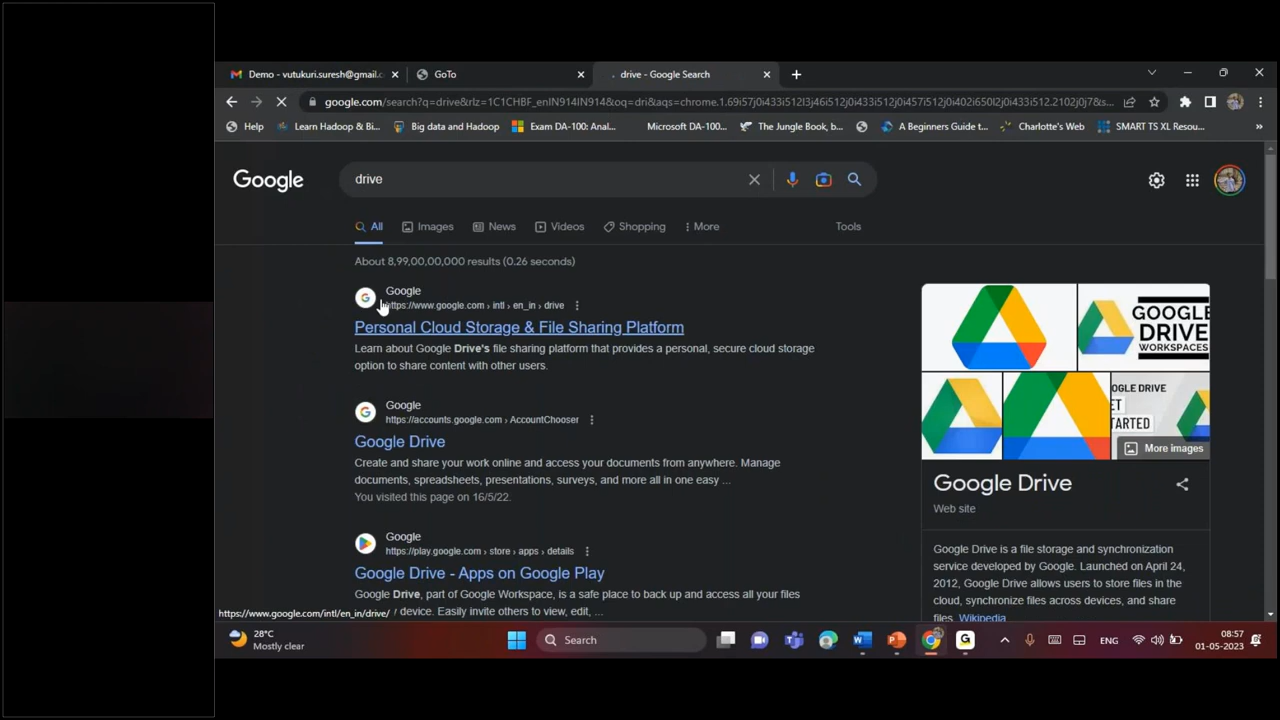 Demo - vutukuri.suresh@gmail.c
GoTo
drive - Google Search
google.com/search?q=drive&rlz=1C1CHBF_enIN914IN914&oq=dri&aqs=chrome.1.69i57j0i433i512l3j46i512j0i433i512j0i457i512j0i402i650l2j0i433i512.2102j0j7&s...
Help
Learn Hadoop & Bi...
Big data and Hadoop
Exam DA-100: Anal...
Microsoft DA-100...
The Jungle Book, b...
A Beginners Guide t...
Charlotte's Web
SMART TS XL Resou...
Google
drive
All
Images
News
Videos
Shopping
More
Tools
About 8,99,00,00,000 results (0.26 seconds)
Google
https://www.google.com › intl › en_in › drive
Personal Cloud Storage & File Sharing Platform
Learn about Google Drive's file sharing platform that provides a personal, secure cloud storage
option to share content with other users.
Google
https://accounts.google.com › AccountChooser
Google Drive
Create and share your work online and access your documents from anywhere. Manage
documents, spreadsheets, presentations, surveys, and more all in one easy ...
You visited this page on 16/5/22.
Google
https://play.google.com › store › apps › details
Google Drive - Apps on Google Play
Google Drive, part of Google Workspace, is a safe place to back up and access all your files
device. Easily invite others to view, edit, ...
https://www.google.com/intl/en_in/drive/
GOOGLE
DRIVE
WORKSPACES
OGLE DRIVE
ET
TARTED
More images
Google Drive
Web site
Google Drive is a file storage and synchronization
service developed by Google. Launched on April 24,
2012, Google Drive allows users to store files in the
cloud, synchronize files across devices, and share
files. Wikipedia
28°C
Mostly clear
Search
ENG
08:57
01-05-2023